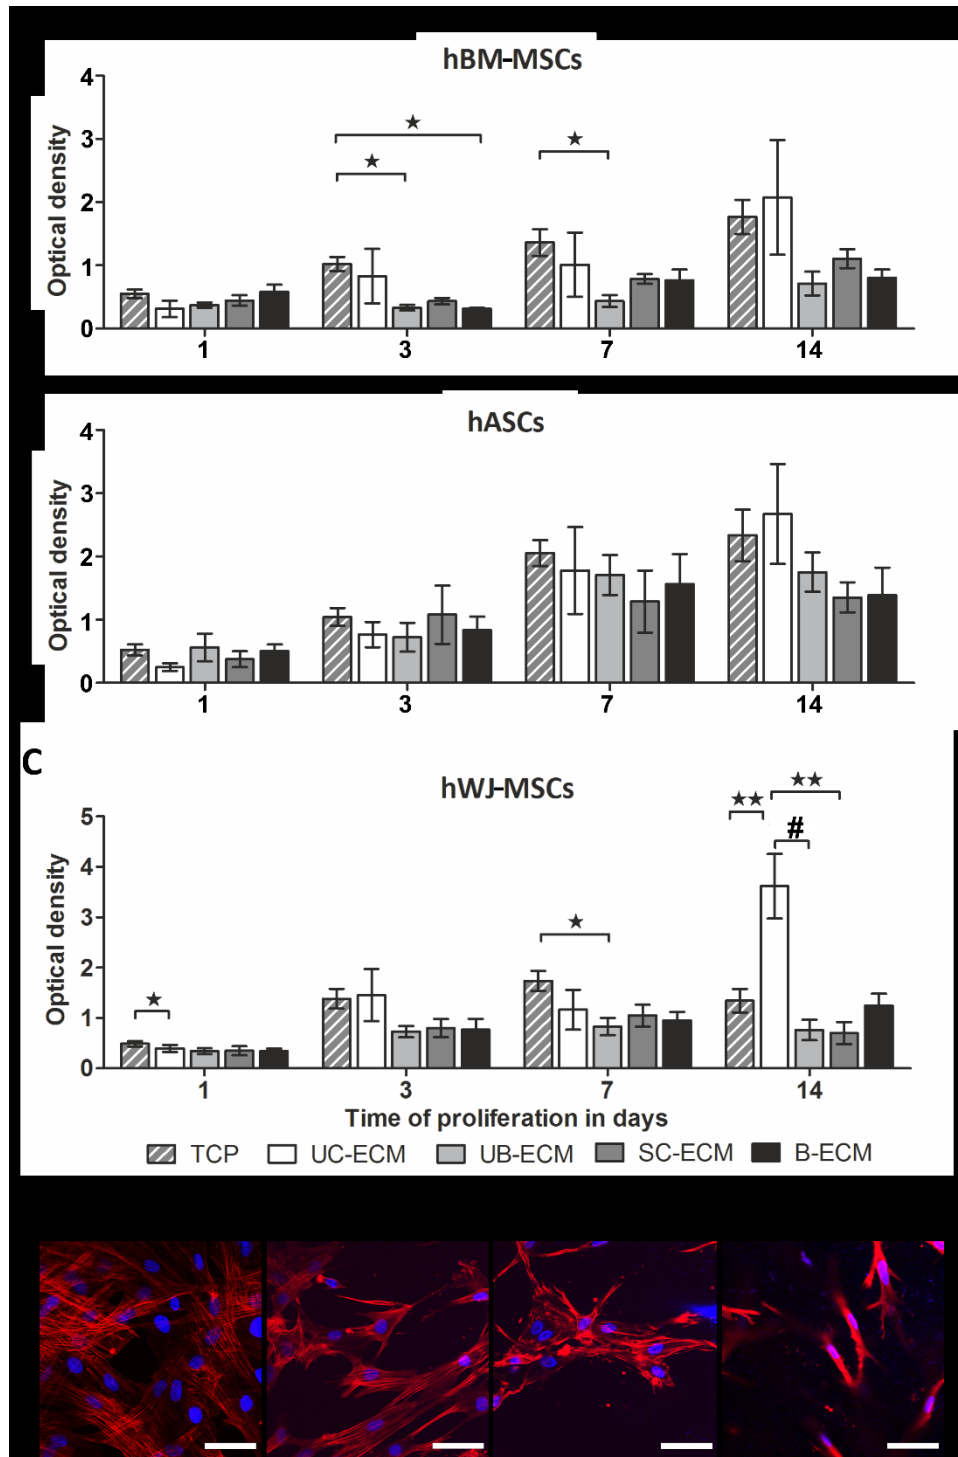 hBM-MSCs
4
3
2
1
0
Optical density
★
★
★
1 3 7 14
hASCs
4
3
2
1
0
Optical density
1 3 7 14
C
hWJ-MSCs
5
4
3
2
1
0
Optical density
★
★
★★
★★
#
1 3 7 14
Time of proliferation in days
TCP UC-ECM UB-ECM SC-ECM B-ECM